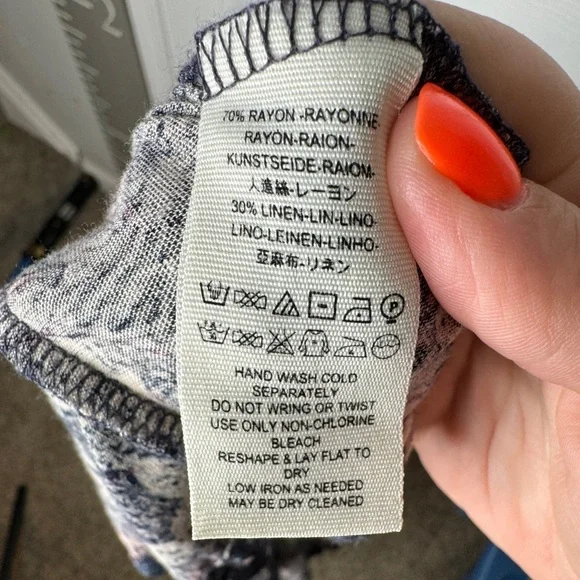 70% RAYON -RAYONNE-
RAYON-RAION-
KUNSTSEIDE-RAION-
人造絲-レーヨン
30% LINEN-LIN-LINO-
LINO-LEINEN-LINHO-
亞麻布-リネン
HAND WASH COLD
SEPARATELY
DO NOT WRING OR TWIST
USE ONLY NON-CHLORINE
BLEACH
RESHAPE & LAY FLAT TO
DRY
LOW IRON AS NEEDED
MAY BE DRY CLEANED